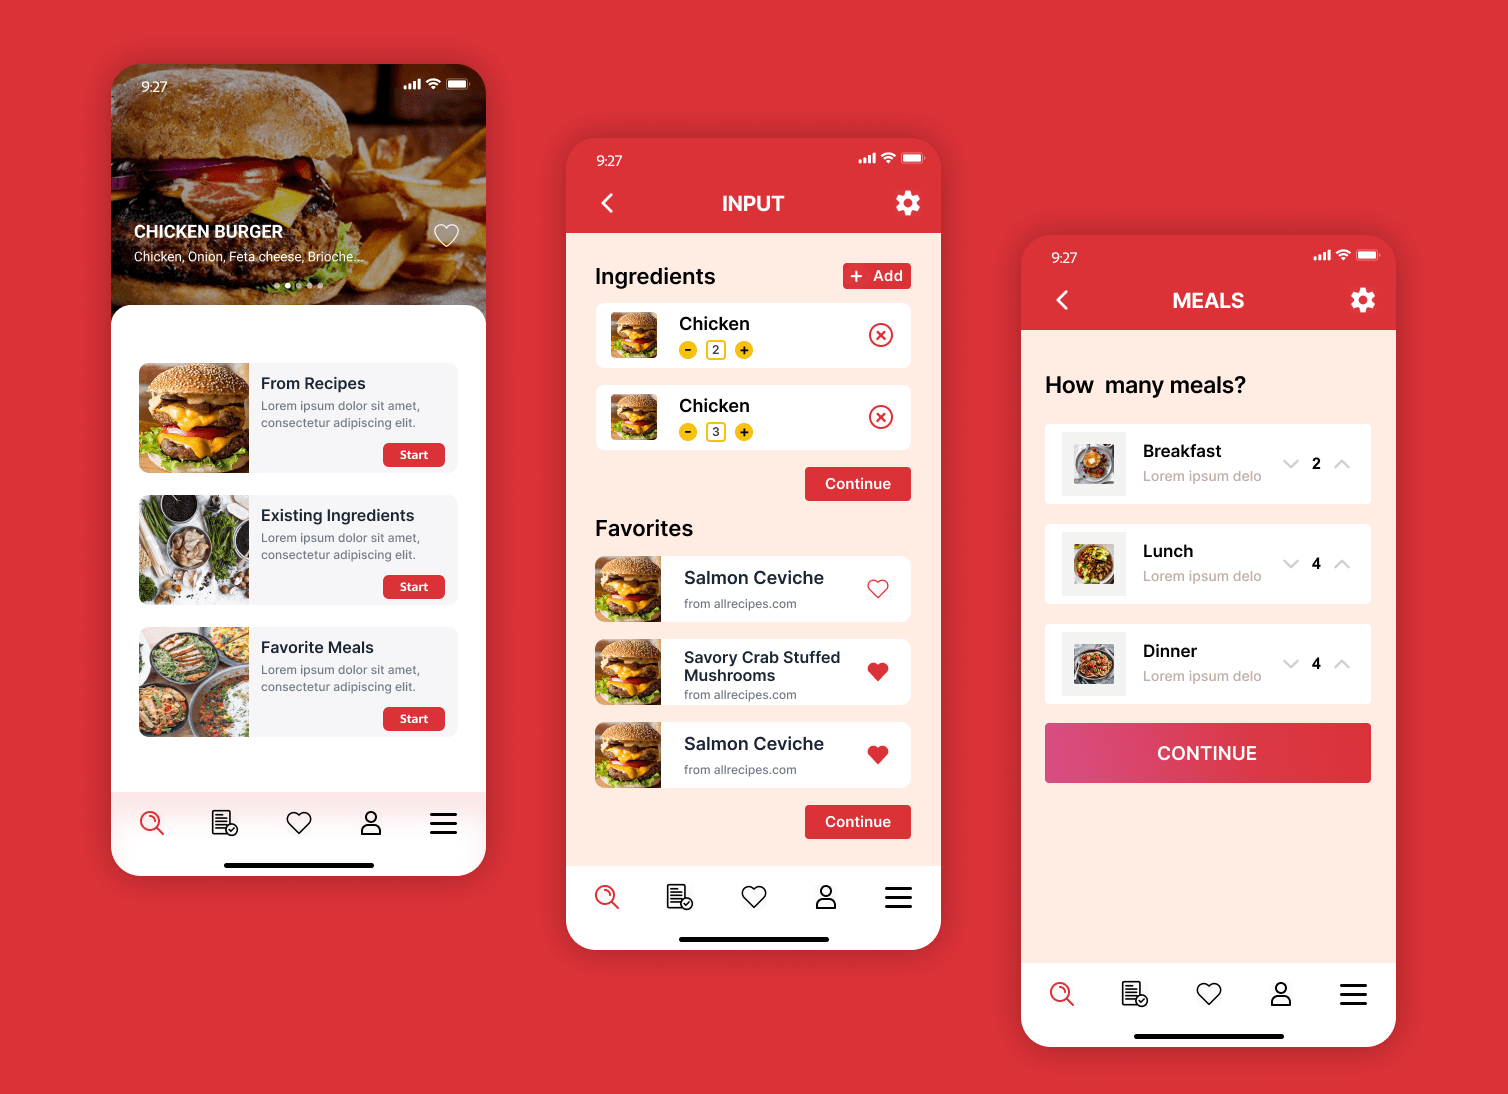 9:27
CHICKEN BURGER
Chicken, Onion, Feta cheese, Brioche...
From Recipes
Lorem ipsum dolor sit amet,
consectetur adipiscing elit.
Start
Existing Ingredients
Lorem ipsum dolor sit amet,
consectetur adipiscing elit.
Start
Favorite Meals
Lorem ipsum dolor sit amet,
consectetur adipiscing elit.
Start
9:27
INPUT
Ingredients
+ Add
Chicken
- 2 +
Chicken
- 3 +
Continue
Favorites
Salmon Ceviche
from allrecipes.com
Savory Crab Stuffed
Mushrooms
from allrecipes.com
Salmon Ceviche
from allrecipes.com
Continue
9:27
MEALS
How  many meals?
Breakfast
Lorem ipsum delo
2
Lunch
Lorem ipsum delo
4
Dinner
Lorem ipsum delo
4
CONTINUE